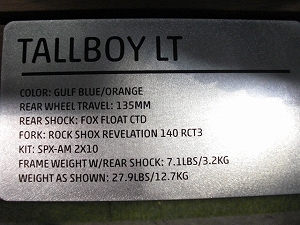 TALLBOY LT
COLOR: GULF BLUE/ORANGE
REAR WHEEL TRAVEL: 135MM
REAR SHOCK: FOX FLOAT CTD
FORK: ROCK SHOX REVELATION 140 RCT3
KIT: SPX-AM 2X10
FRAME WEIGHT W/REAR SHOCK: 7.1LBS/3.2KG
WEIGHT AS SHOWN: 27.9LBS/12.7KG